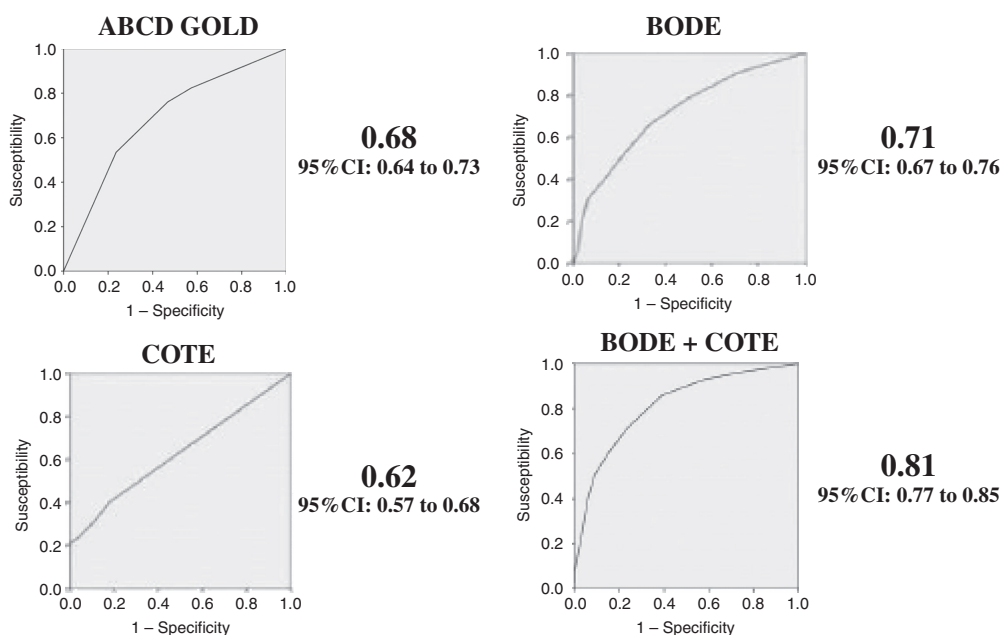 ABCD GOLD
1.0
0.8
0.6
0.4
0.2
0.0
Susceptibility
0.0 0.2 0.4 0.6 0.8 1.0
1 – Specificity
0.68
95%CI: 0.64 to 0.73
BODE
1.0
0.8
0.6
0.4
0.2
0.0
Susceptibility
0.0 0.2 0.4 0.6 0.8 1.0
1 – Specificity
0.71
95%CI: 0.67 to 0.76
COTE
1.0
0.8
0.6
0.4
0.2
0.0
Susceptibility
0.0 0.2 0.4 0.6 0.8 1.0
1 – Specificity
0.62
95%CI: 0.57 to 0.68
BODE + COTE
1.0
0.8
0.6
0.4
0.2
0.0
Susceptibility
0.0 0.2 0.4 0.6 0.8 1.0
1 – Specificity
0.81
95%CI: 0.77 to 0.85